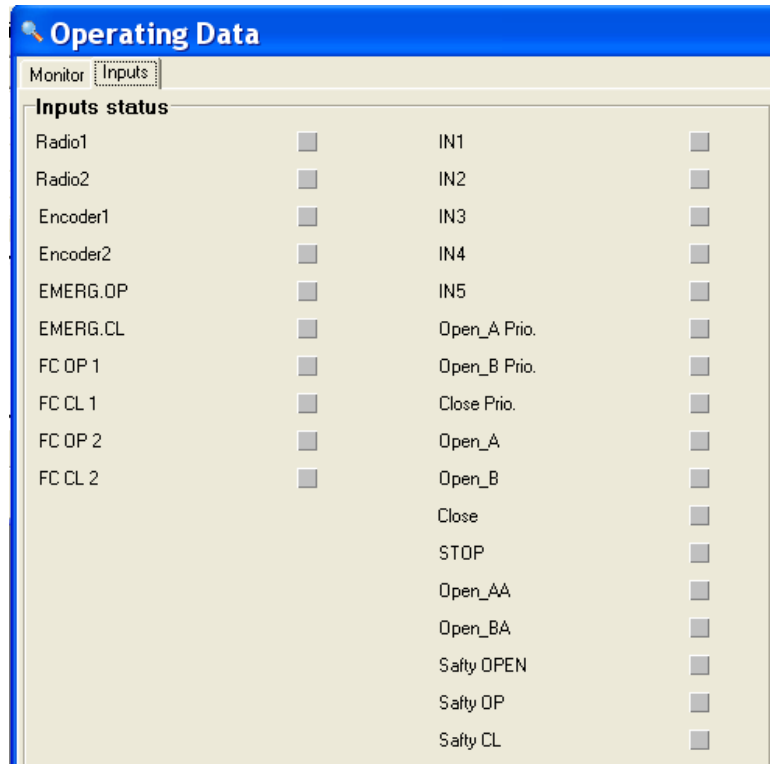 Operating Data
Monitor Inputs
Inputs status
Radio1 IN1
Radio2 IN2
Encoder1 IN3
Encoder2 IN4
EMERG.OP IN5
EMERG.CL Open_A Prio.
FC OP 1 Open_B Prio.
FC CL 1 Close Prio.
FC OP 2 Open_A
FC CL 2 Open_B
Close
STOP
Open_AA
Open_BA
Safty OPEN
Safty OP
Safty CL